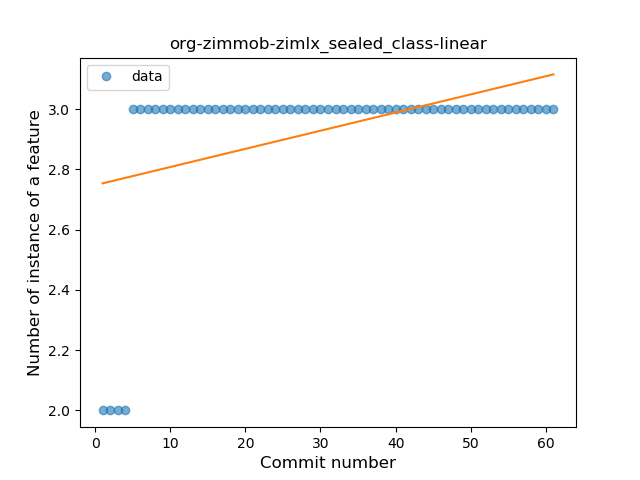 org-zimmob-zimlx_sealed_class-linear
data
Number of instance of a feature
3.0
2.8
2.6
2.4
2.2
2.0
0 10 20 30 40 50 60
Commit number